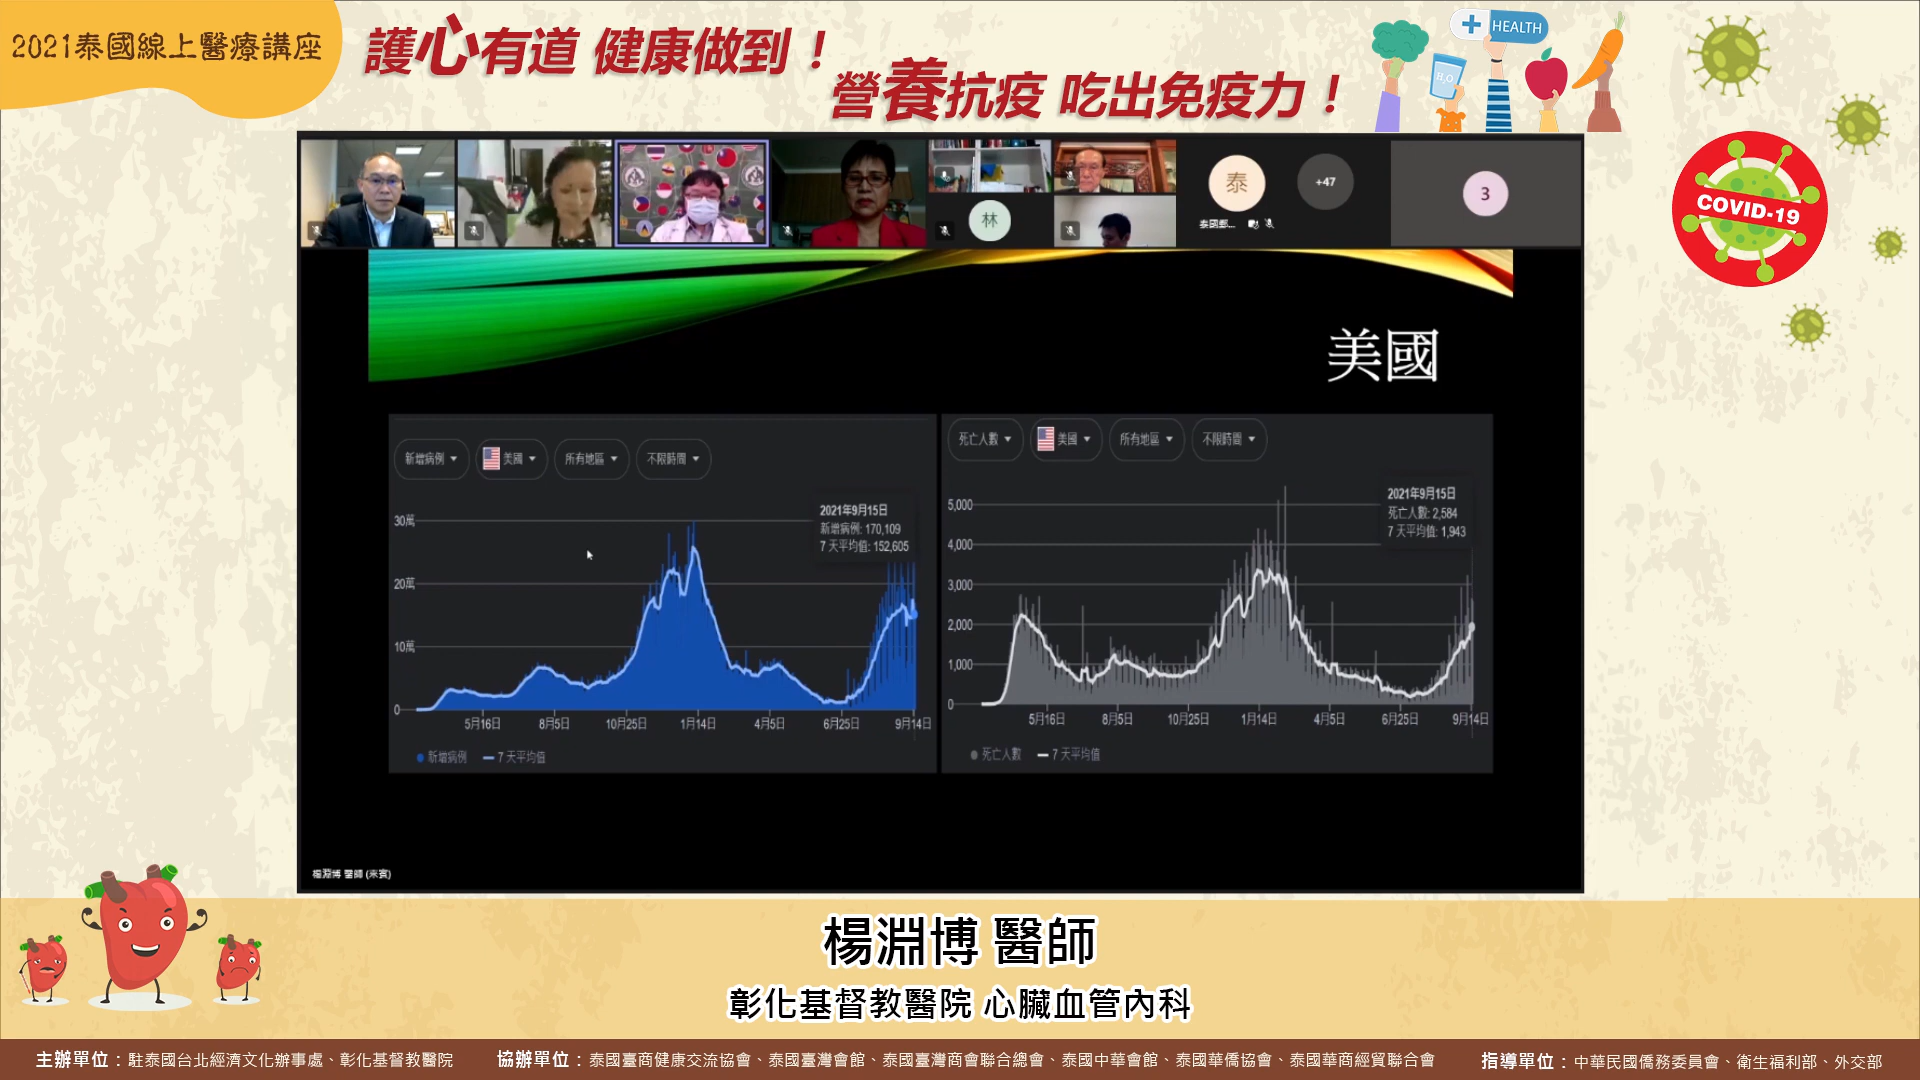 2021泰國線上醫療講座
護心有道 健康做到！
營養抗疫 吃出免疫力！
HEALTH
H₂O
COVID-19
林
泰
+47
3
美國
新增病例 美國 所有地區 不限時間
2021年9月15日
新增病例: 170,109
7 天平均值: 152,605
30萬
20萬
10萬
0
5月16日 8月5日 10月25日 1月14日 4月5日 6月25日 9月14日
新增病例 7 天平均值
死亡人數 美國 所有地區 不限時間
2021年9月15日
死亡人數: 2,584
7 天平均值: 1,943
5,000
4,000
3,000
2,000
1,000
0
5月16日 8月5日 10月25日 1月14日 4月5日 6月25日 9月14日
死亡人數 7 天平均值
楊淵博 醫師 (來賓)
楊淵博 醫師
彰化基督教醫院 心臟血管內科
主辦單位：駐泰國台北經濟文化辦事處、彰化基督教醫院 協辦單位：泰國臺商健康交流協會、泰國臺灣會館、泰國臺灣商會聯合總會、泰國中華會館、泰國華僑協會、泰國華商經貿聯合會 指導單位：中華民國僑務委員會、衛生福利部、外交部